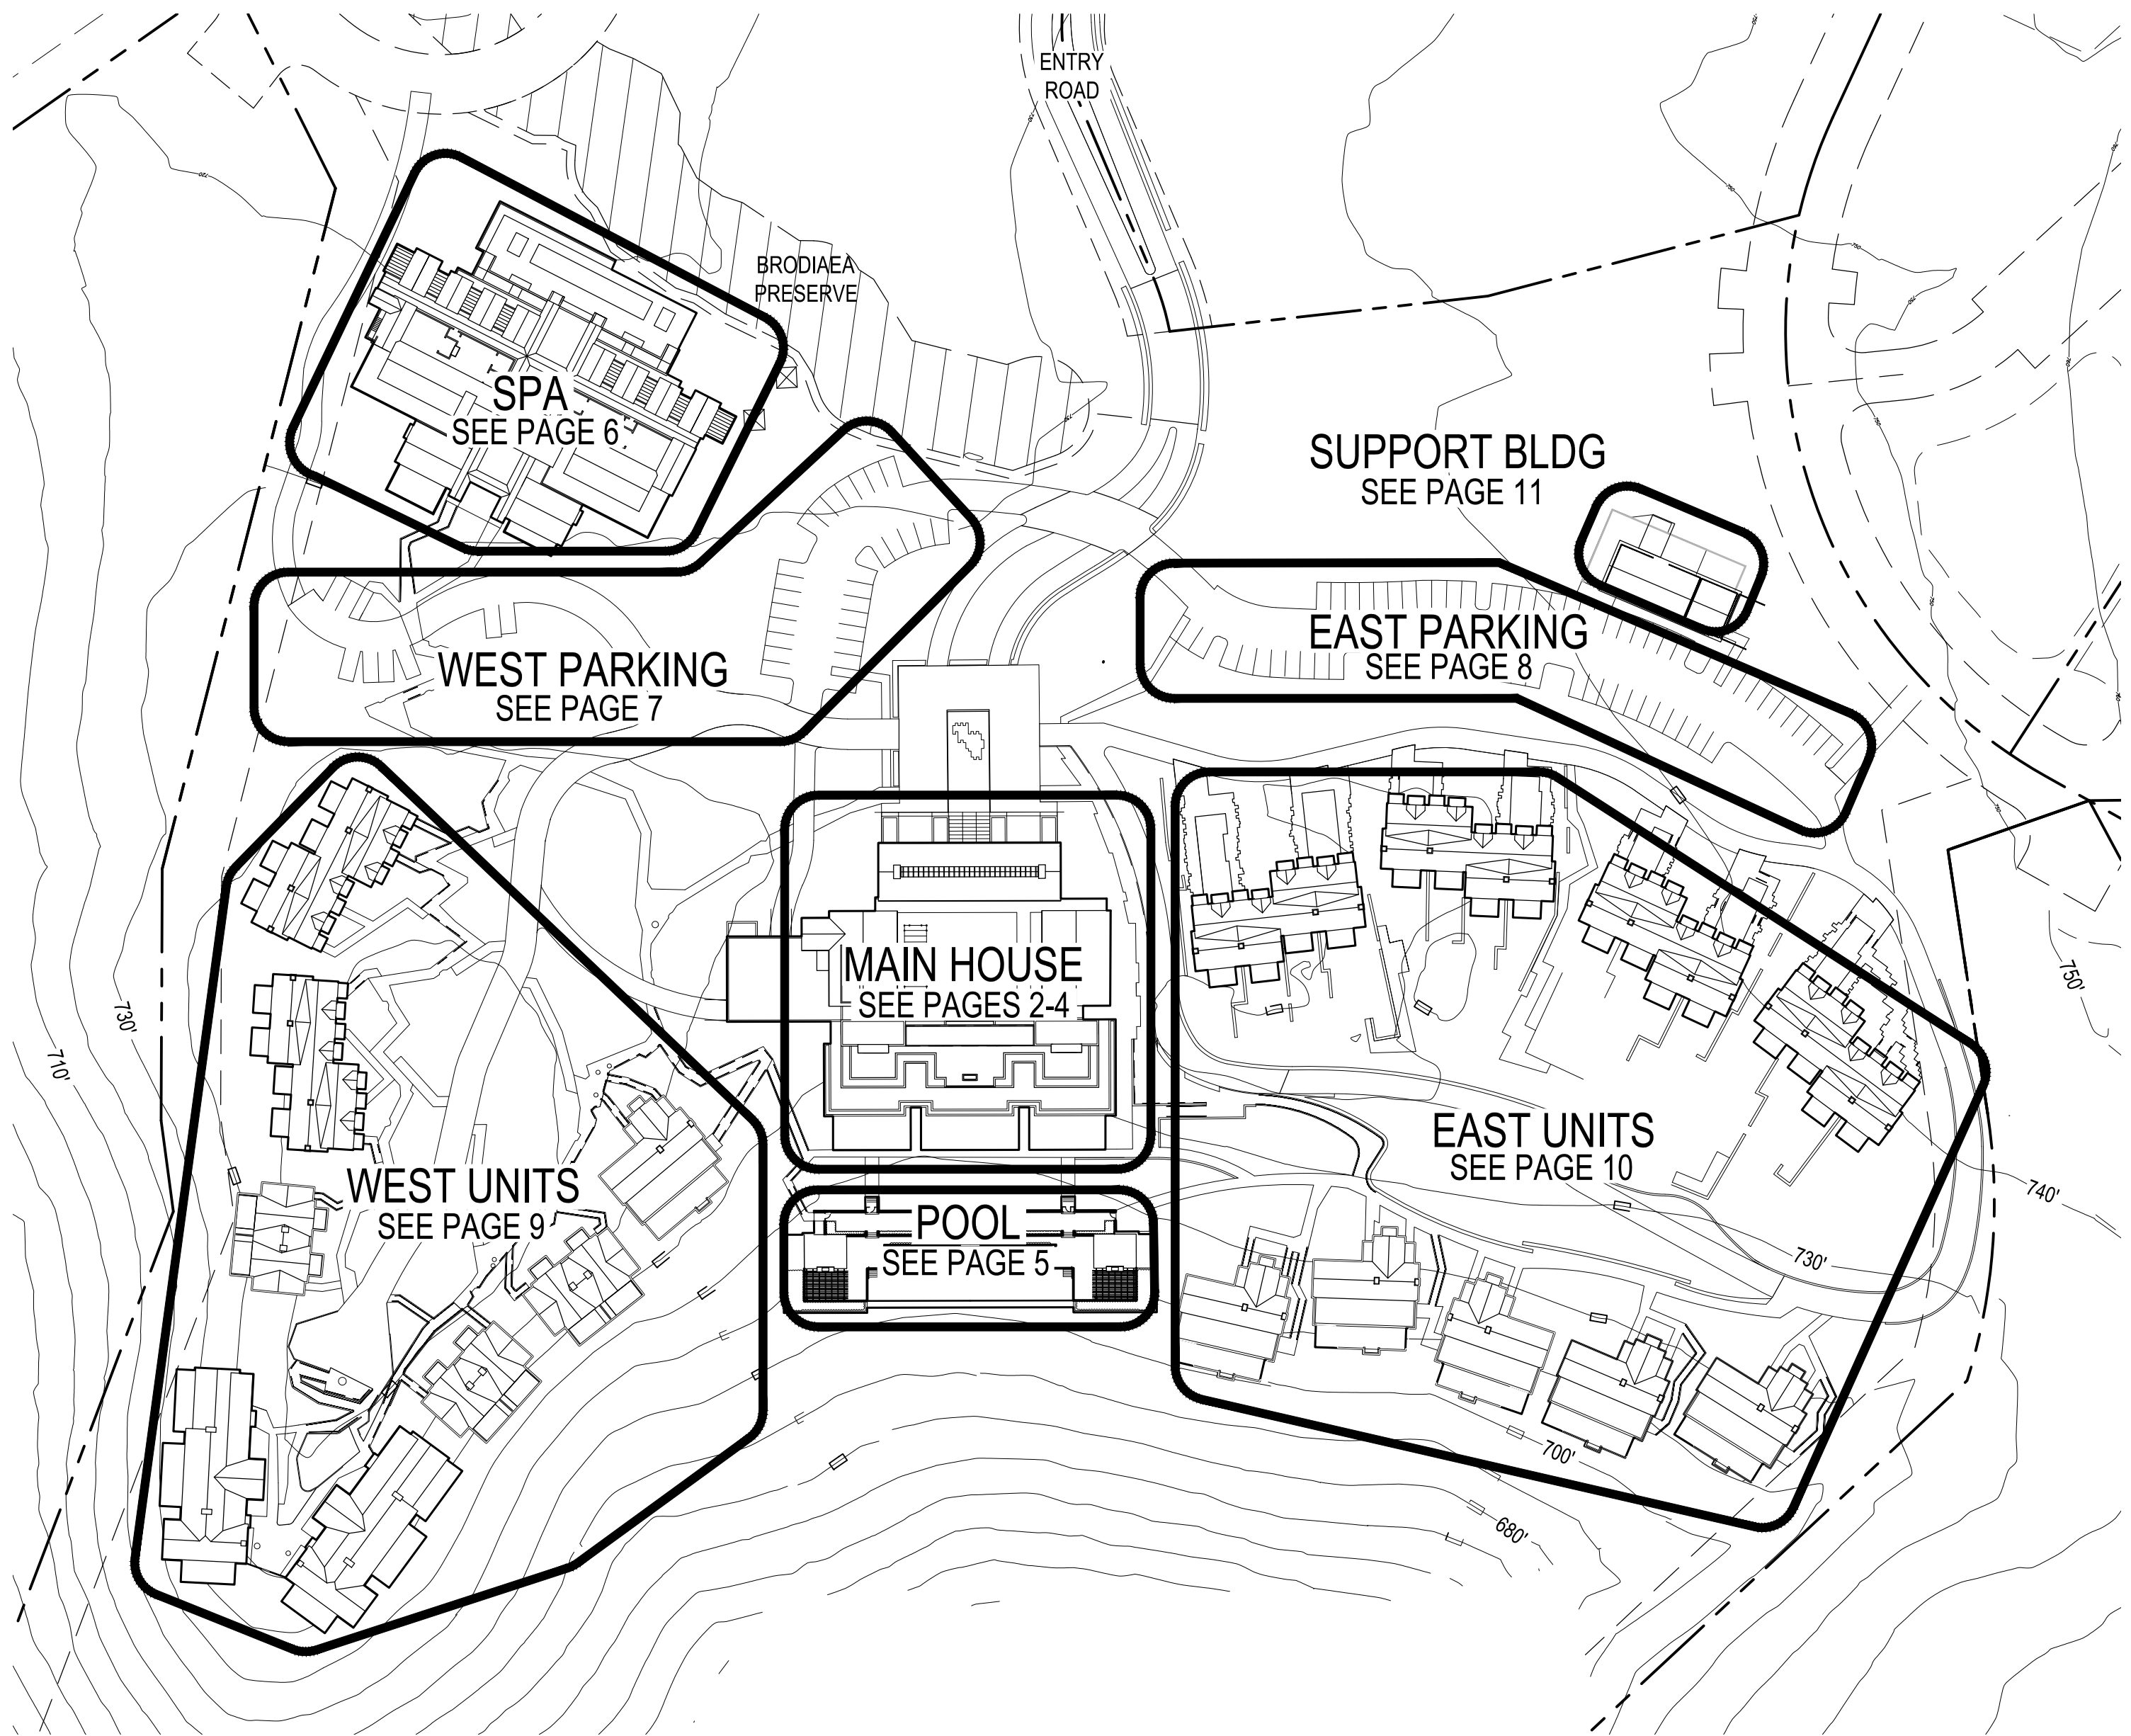 ENTRY
ROAD
BRODIAEA
PRESERVE
SPA
SEE PAGE 6
SUPPORT BLDG
SEE PAGE 11
EAST PARKING
SEE PAGE 8
WEST PARKING
SEE PAGE 7
MAIN HOUSE
SEE PAGES 2-4
750'
730'
710'
EAST UNITS
SEE PAGE 10
WEST UNITS
SEE PAGE 9
740'
POOL
SEE PAGE 5
730'
700'
680'